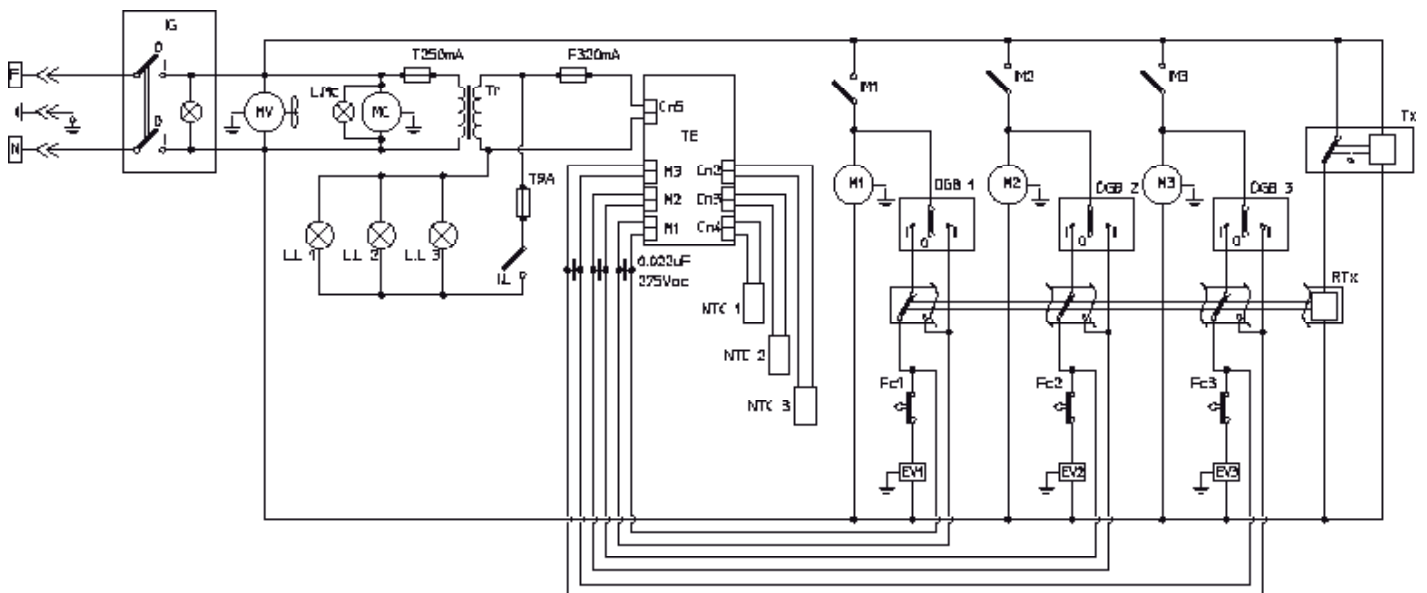 IG
0
I
0
I
F
N
MV
LMC
MC
T250mA
Tr
F320mA
Cn5
TE
M3
M2
M1
Cn2
Cn3
Cn4
T9A
IL
LL 1
LL 2
LL 3
0.022uF
275Vac
NTC 1
NTC 2
NTC 3
IM1
IM2
IM3
M1
M2
M3
DGB 1
DGB 2
DGB 3
I
0
II
I
0
II
I
0
II
Tx
RTx
Fc1
Fc2
Fc3
EV1
EV2
EV3